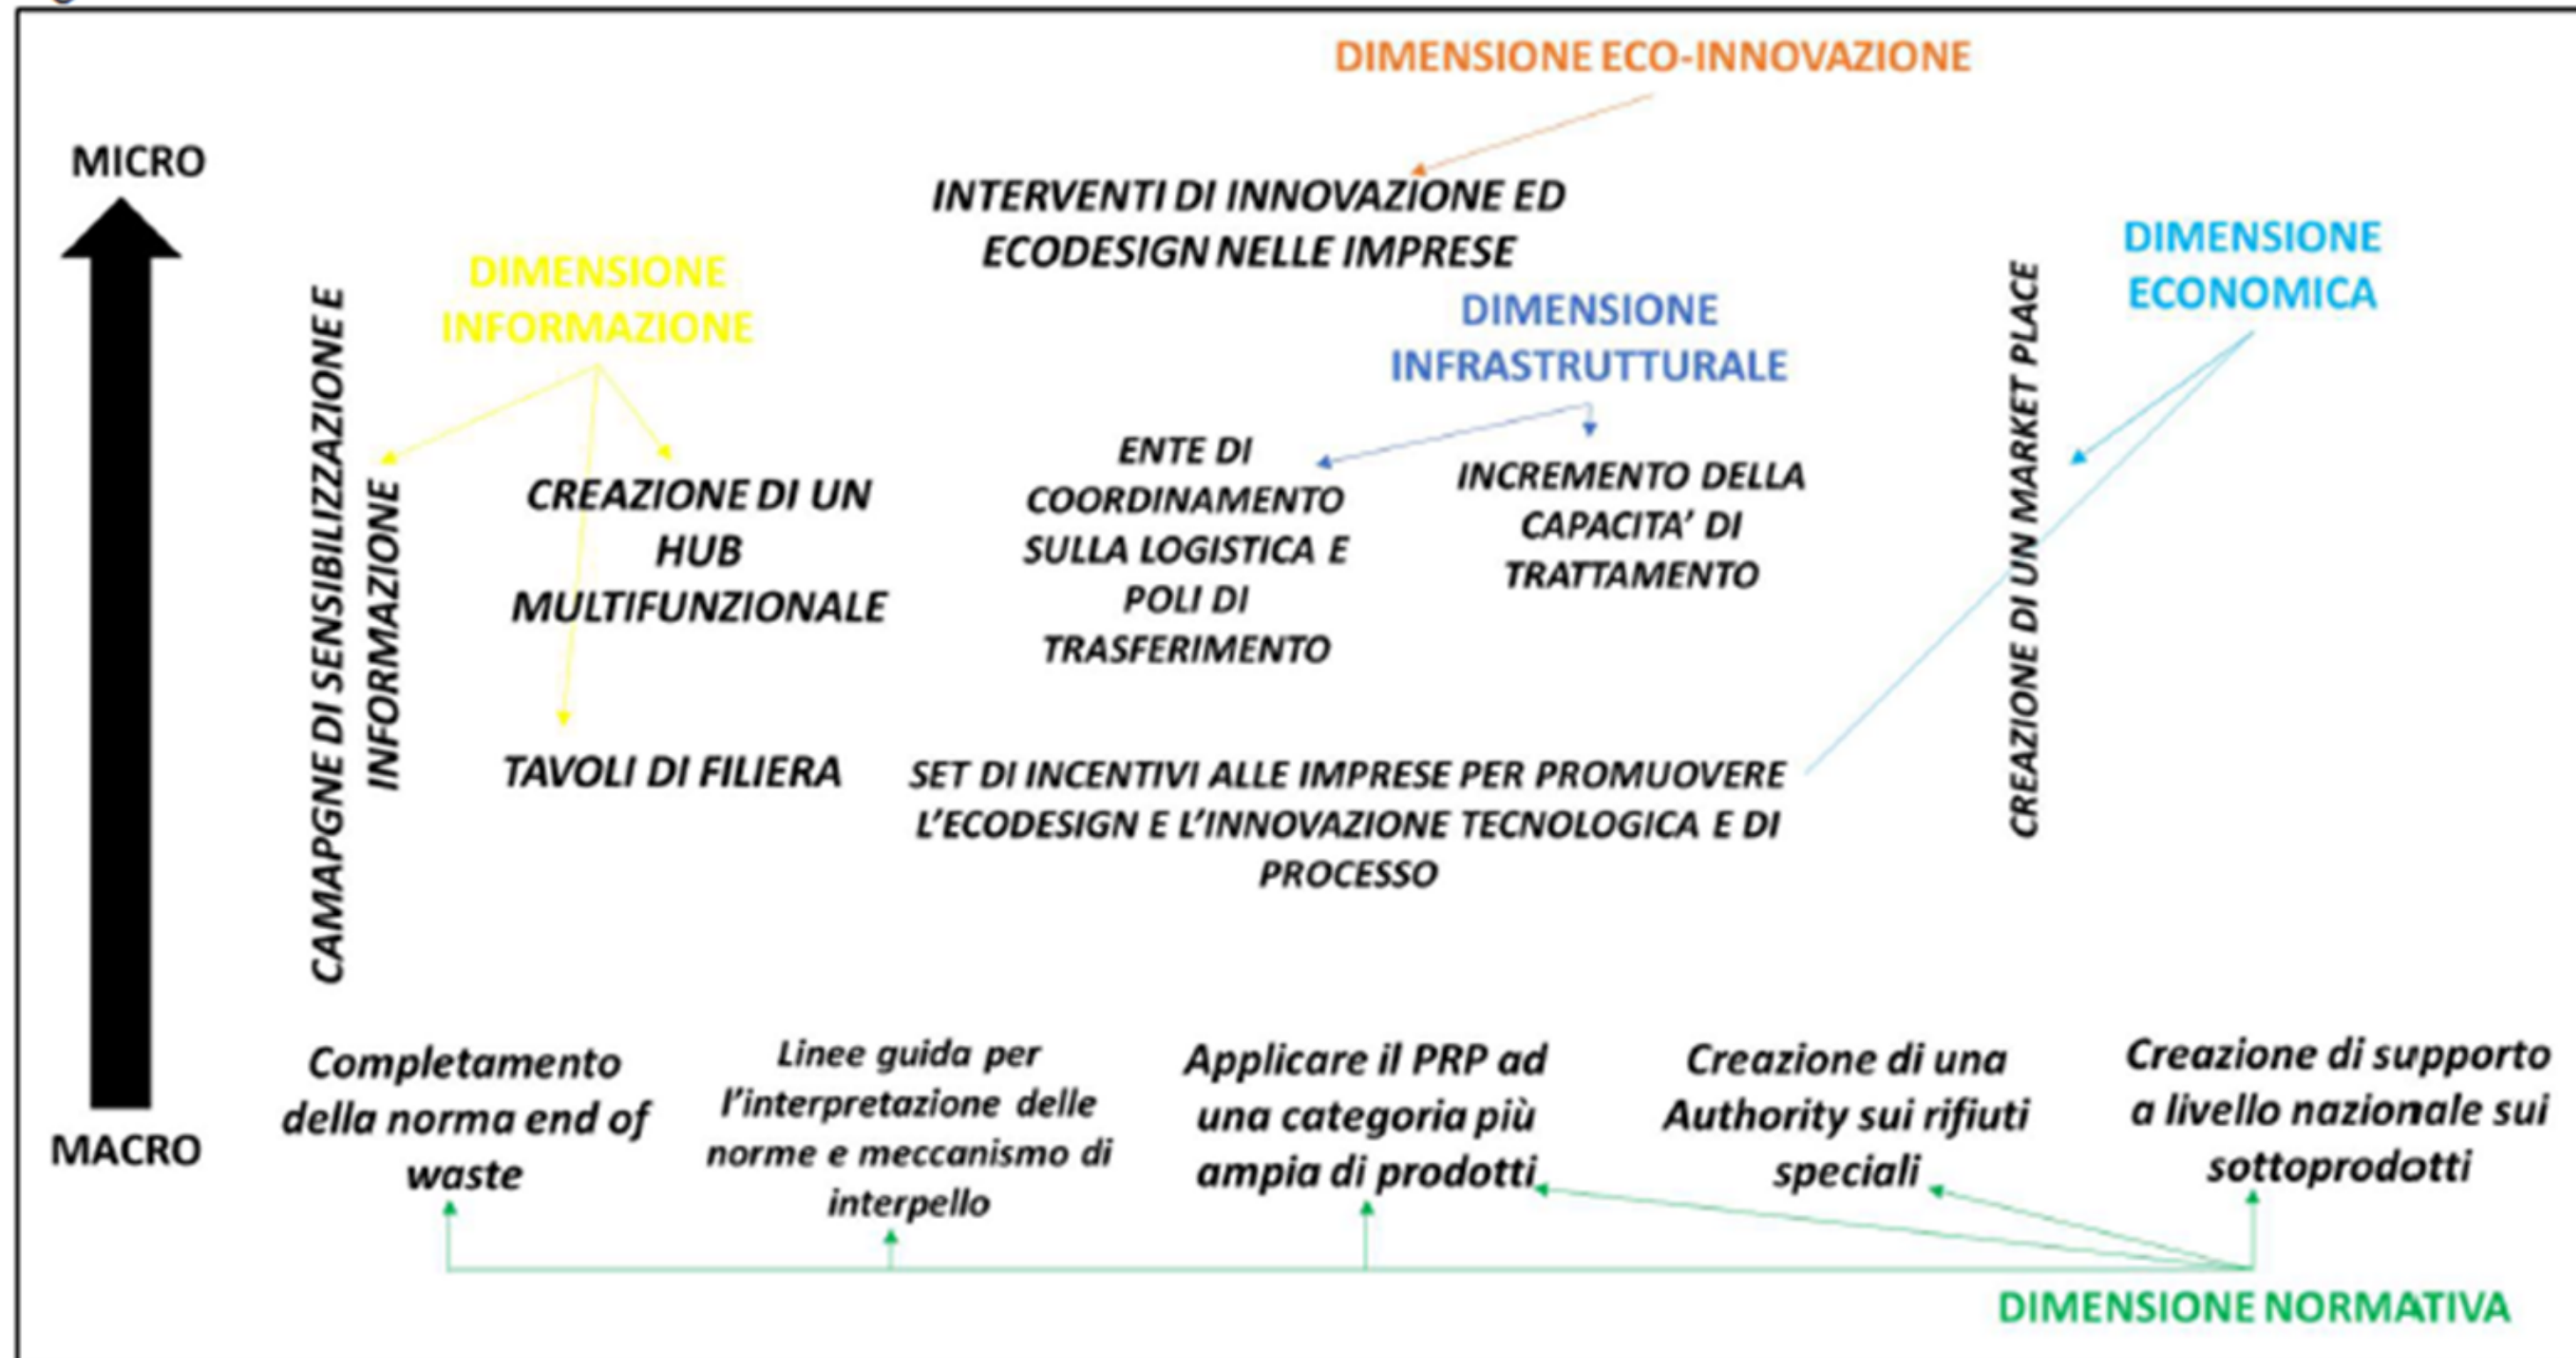 DIMENSIONE ECO-INNOVAZIONE
MICRO
INTERVENTI DI INNOVAZIONE ED
ECODESIGN NELLE IMPRESE
DIMENSIONE
INFORMAZIONE
DIMENSIONE
INFRASTRUTTURALE
DIMENSIONE
ECONOMICA
CAMAPGNE DI SENSIBILIZZAZIONE E
INFORMAZIONE
CREAZIONE DI UN
HUB
MULTIFUNZIONALE
ENTE DI
COORDINAMENTO
SULLA LOGISTICA E
POLI DI
TRASFERIMENTO
INCREMENTO DELLA
CAPACITA’ DI
TRATTAMENTO
CREAZIONE DI UN MARKET PLACE
TAVOLI DI FILIERA
SET DI INCENTIVI ALLE IMPRESE PER PROMUOVERE
L’ECODESIGN E L’INNOVAZIONE TECNOLOGICA E DI
PROCESSO
MACRO
Completamento
della norma end of
waste
Linee guida per
l’interpretazione delle
norme e meccanismo di
interpello
Applicare il PRP ad
una categoria più
ampia di prodotti
Creazione di una
Authority sui rifiuti
speciali
Creazione di supporto
a livello nazionale sui
sottoprodotti
DIMENSIONE NORMATIVA